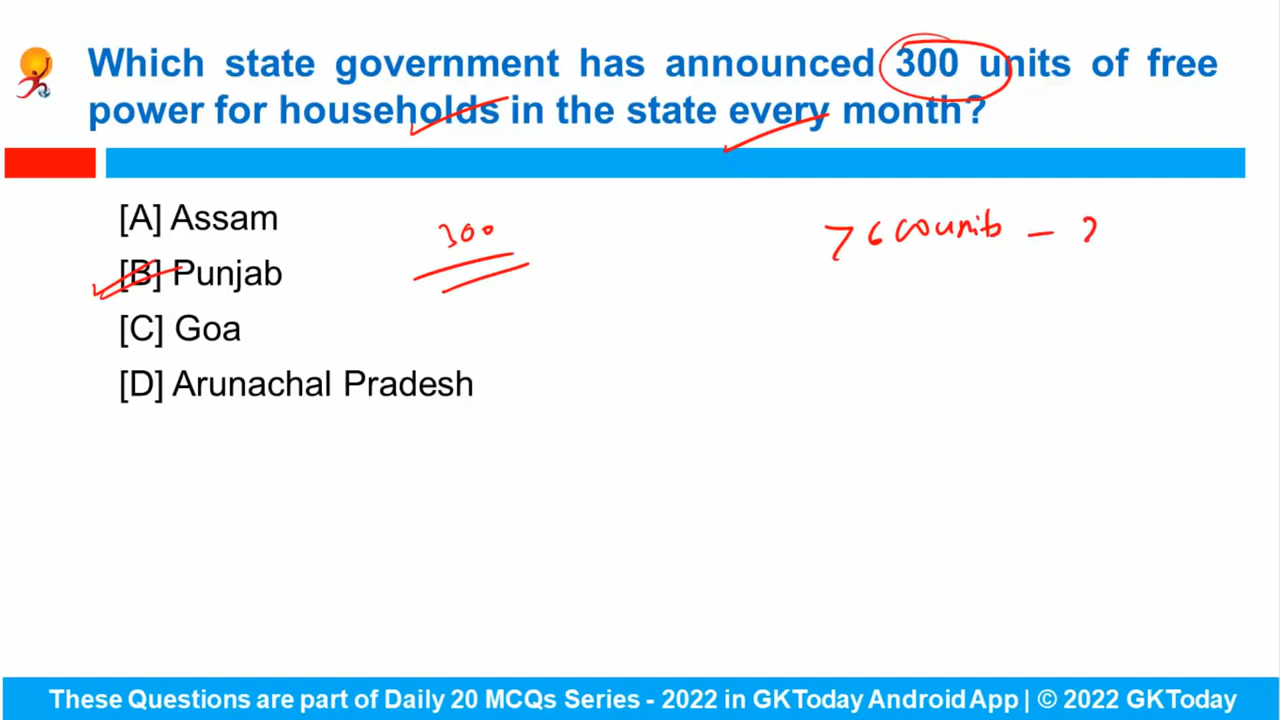 Which state government has announced 300 units of free
power for households in the state every month?
[A] Assam
300
> 600 units –
[B] Punjab
[C] Goa
[D] Arunachal Pradesh
These Questions are part of Daily 20 MCQs Series - 2022 in GKToday Android App | © 2022 GKToday